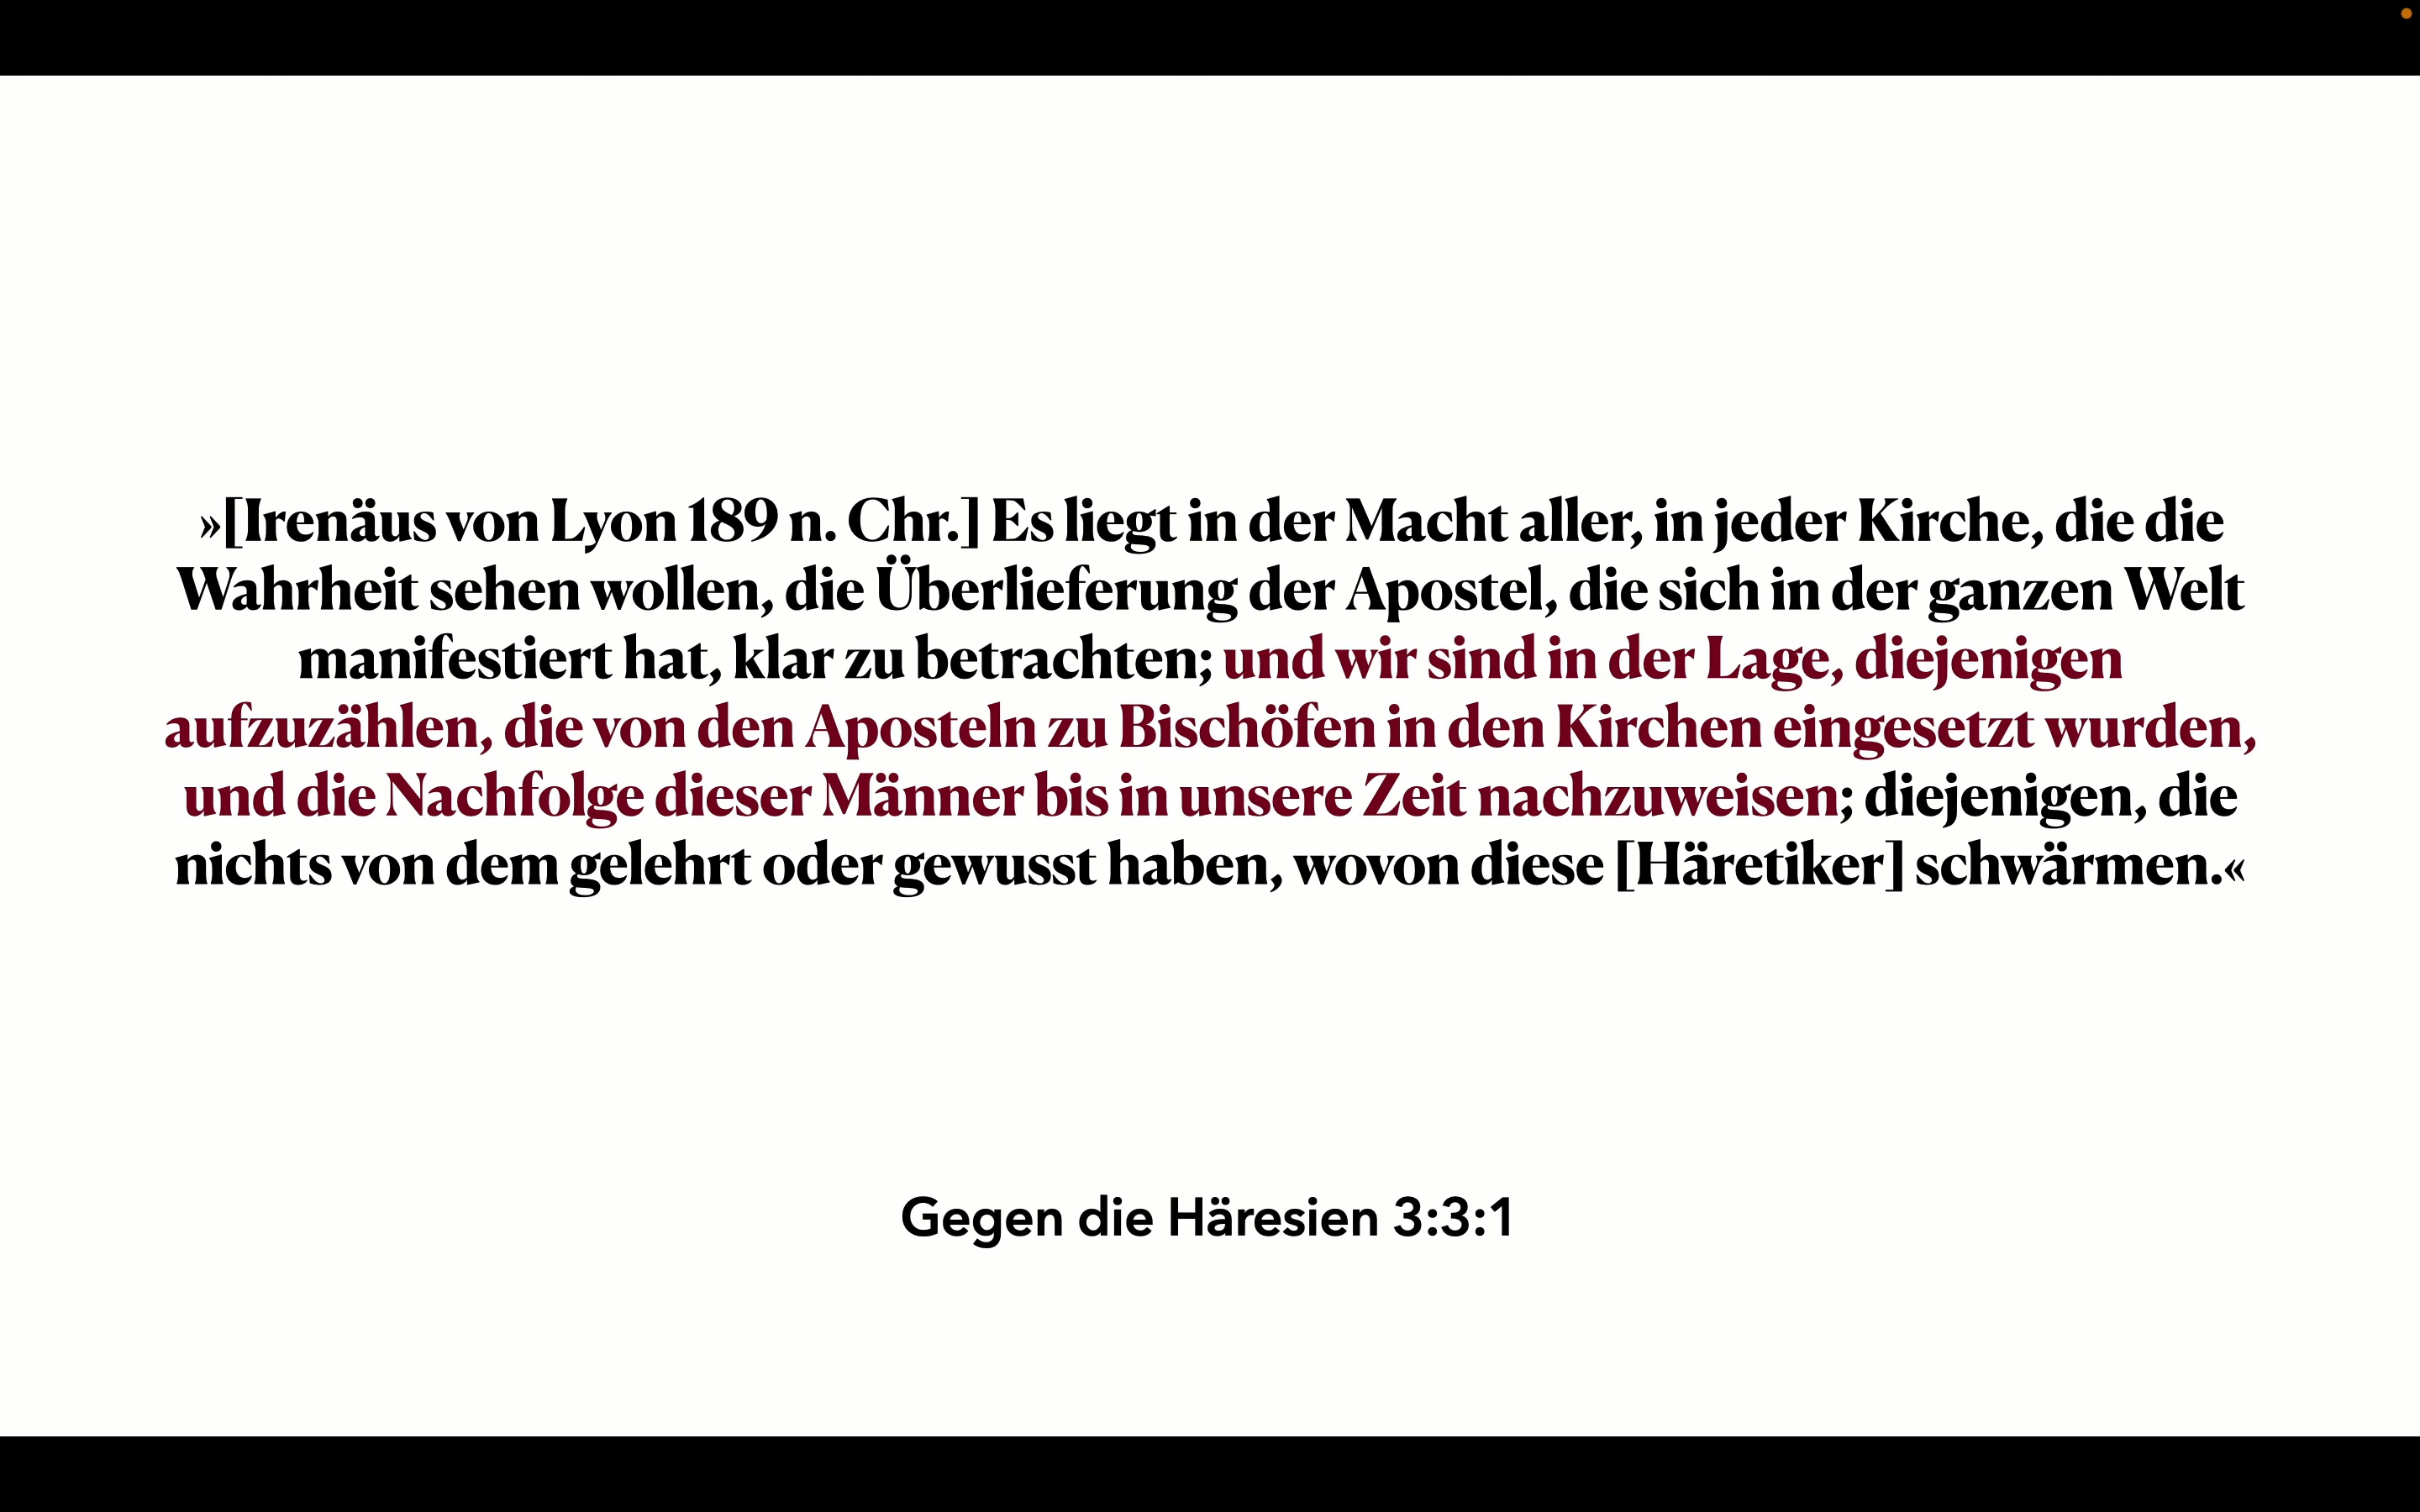 »[Irenäus von Lyon 189 n. Chr.] Es liegt in der Macht aller, in jeder Kirche, die die
Wahrheit sehen wollen, die Überlieferung der Apostel, die sich in der ganzen Welt
manifestiert hat, klar zu betrachten; und wir sind in der Lage, diejenigen
aufzuzählen, die von den Aposteln zu Bischöfen in den Kirchen eingesetzt wurden,
und die Nachfolge dieser Männer bis in unsere Zeit nachzuweisen; diejenigen, die
nichts von dem gelehrt oder gewusst haben, wovon diese [Häretiker] schwärmen.«
Gegen die Häresien 3:3:1